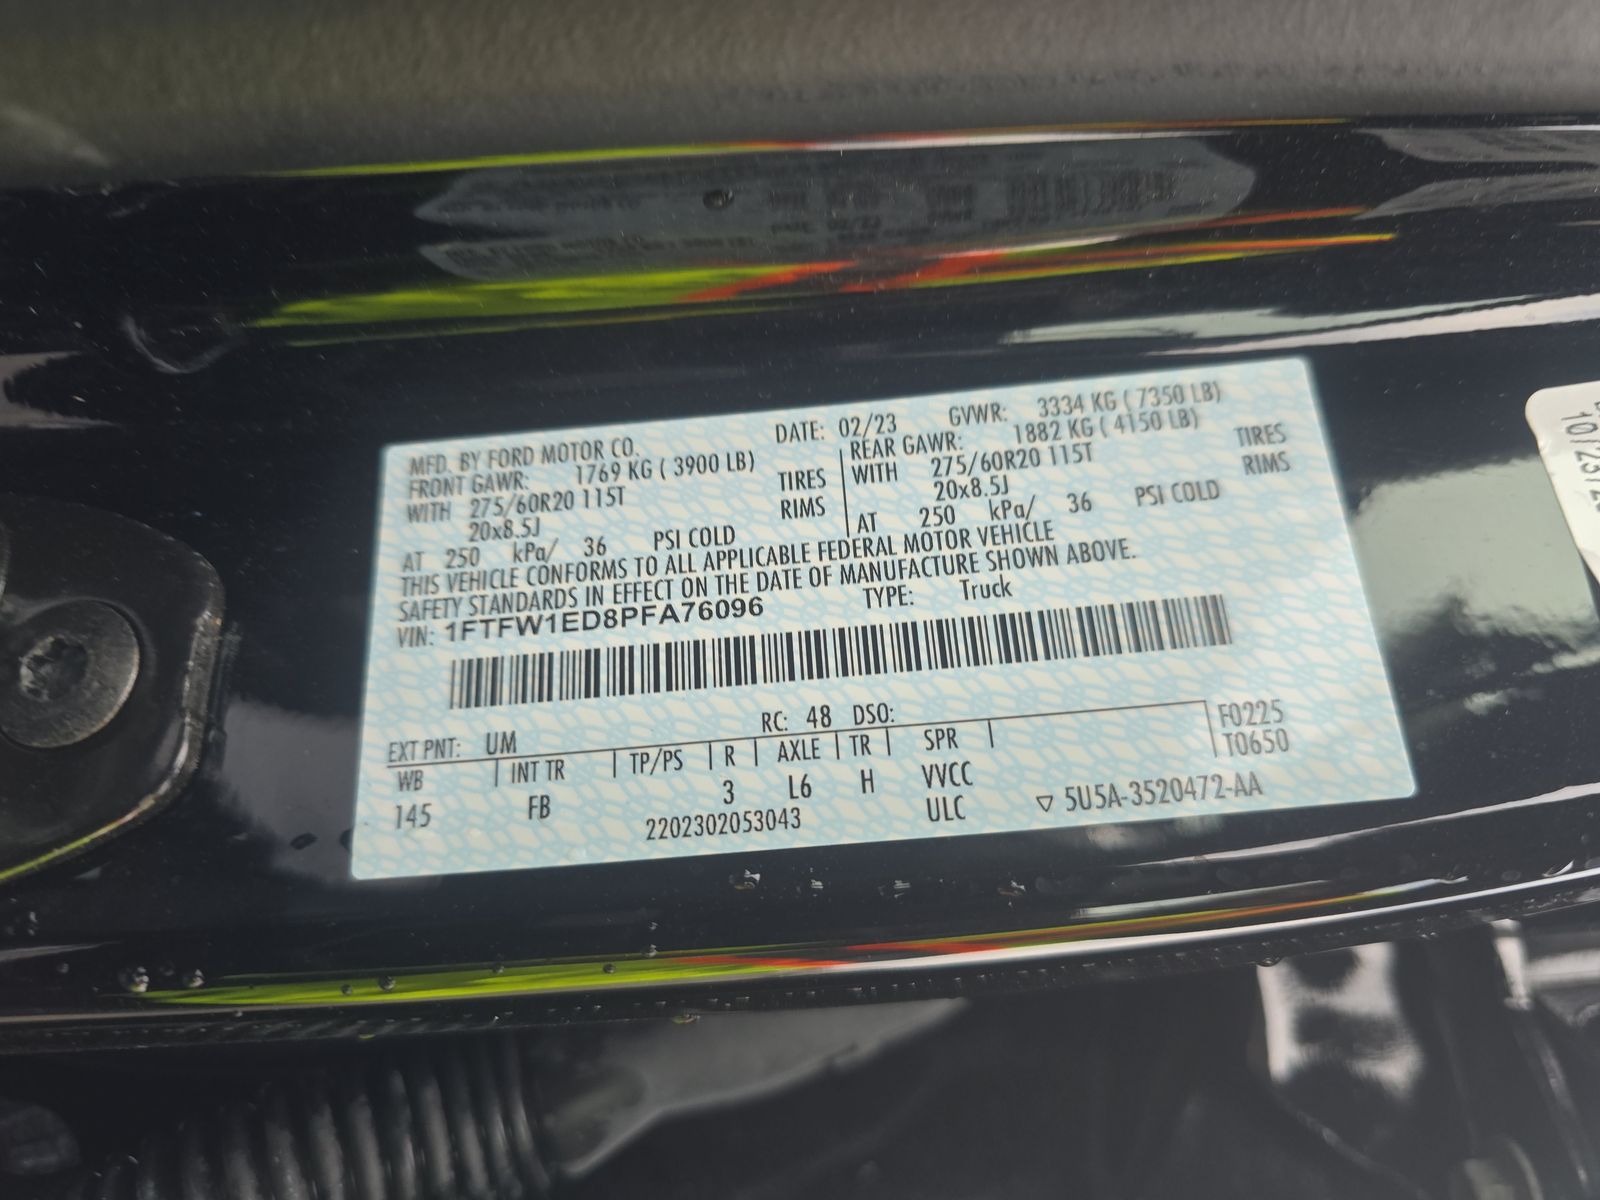 MFD. BY FORD MOTOR CO. DATE: 02/23 GVWR: 3334 KG ( 7350 LB)
FRONT GAWR: 1769 KG ( 3900 LB) REAR GAWR: 1882 KG ( 4150 LB)
WITH 275/60R20 115T TIRES WITH 275/60R20 115T TIRES
20x8.5J RIMS 20x8.5J RIMS
AT 250 kPa/ 36 PSI COLD AT 250 kPa/ 36 PSI COLD
THIS VEHICLE CONFORMS TO ALL APPLICABLE FEDERAL MOTOR VEHICLE
SAFETY STANDARDS IN EFFECT ON THE DATE OF MANUFACTURE SHOWN ABOVE.
VIN: 1FTFW1ED8PFA76096 TYPE: Truck
EXT PNT: UM RC: 48 DSO: F0225
WB INT TR TP/PS R AXLE TR SPR T0650
145 FB 3 L6 H VVCC
2202302053043 ULC ▽ 5U5A-3520472-AA